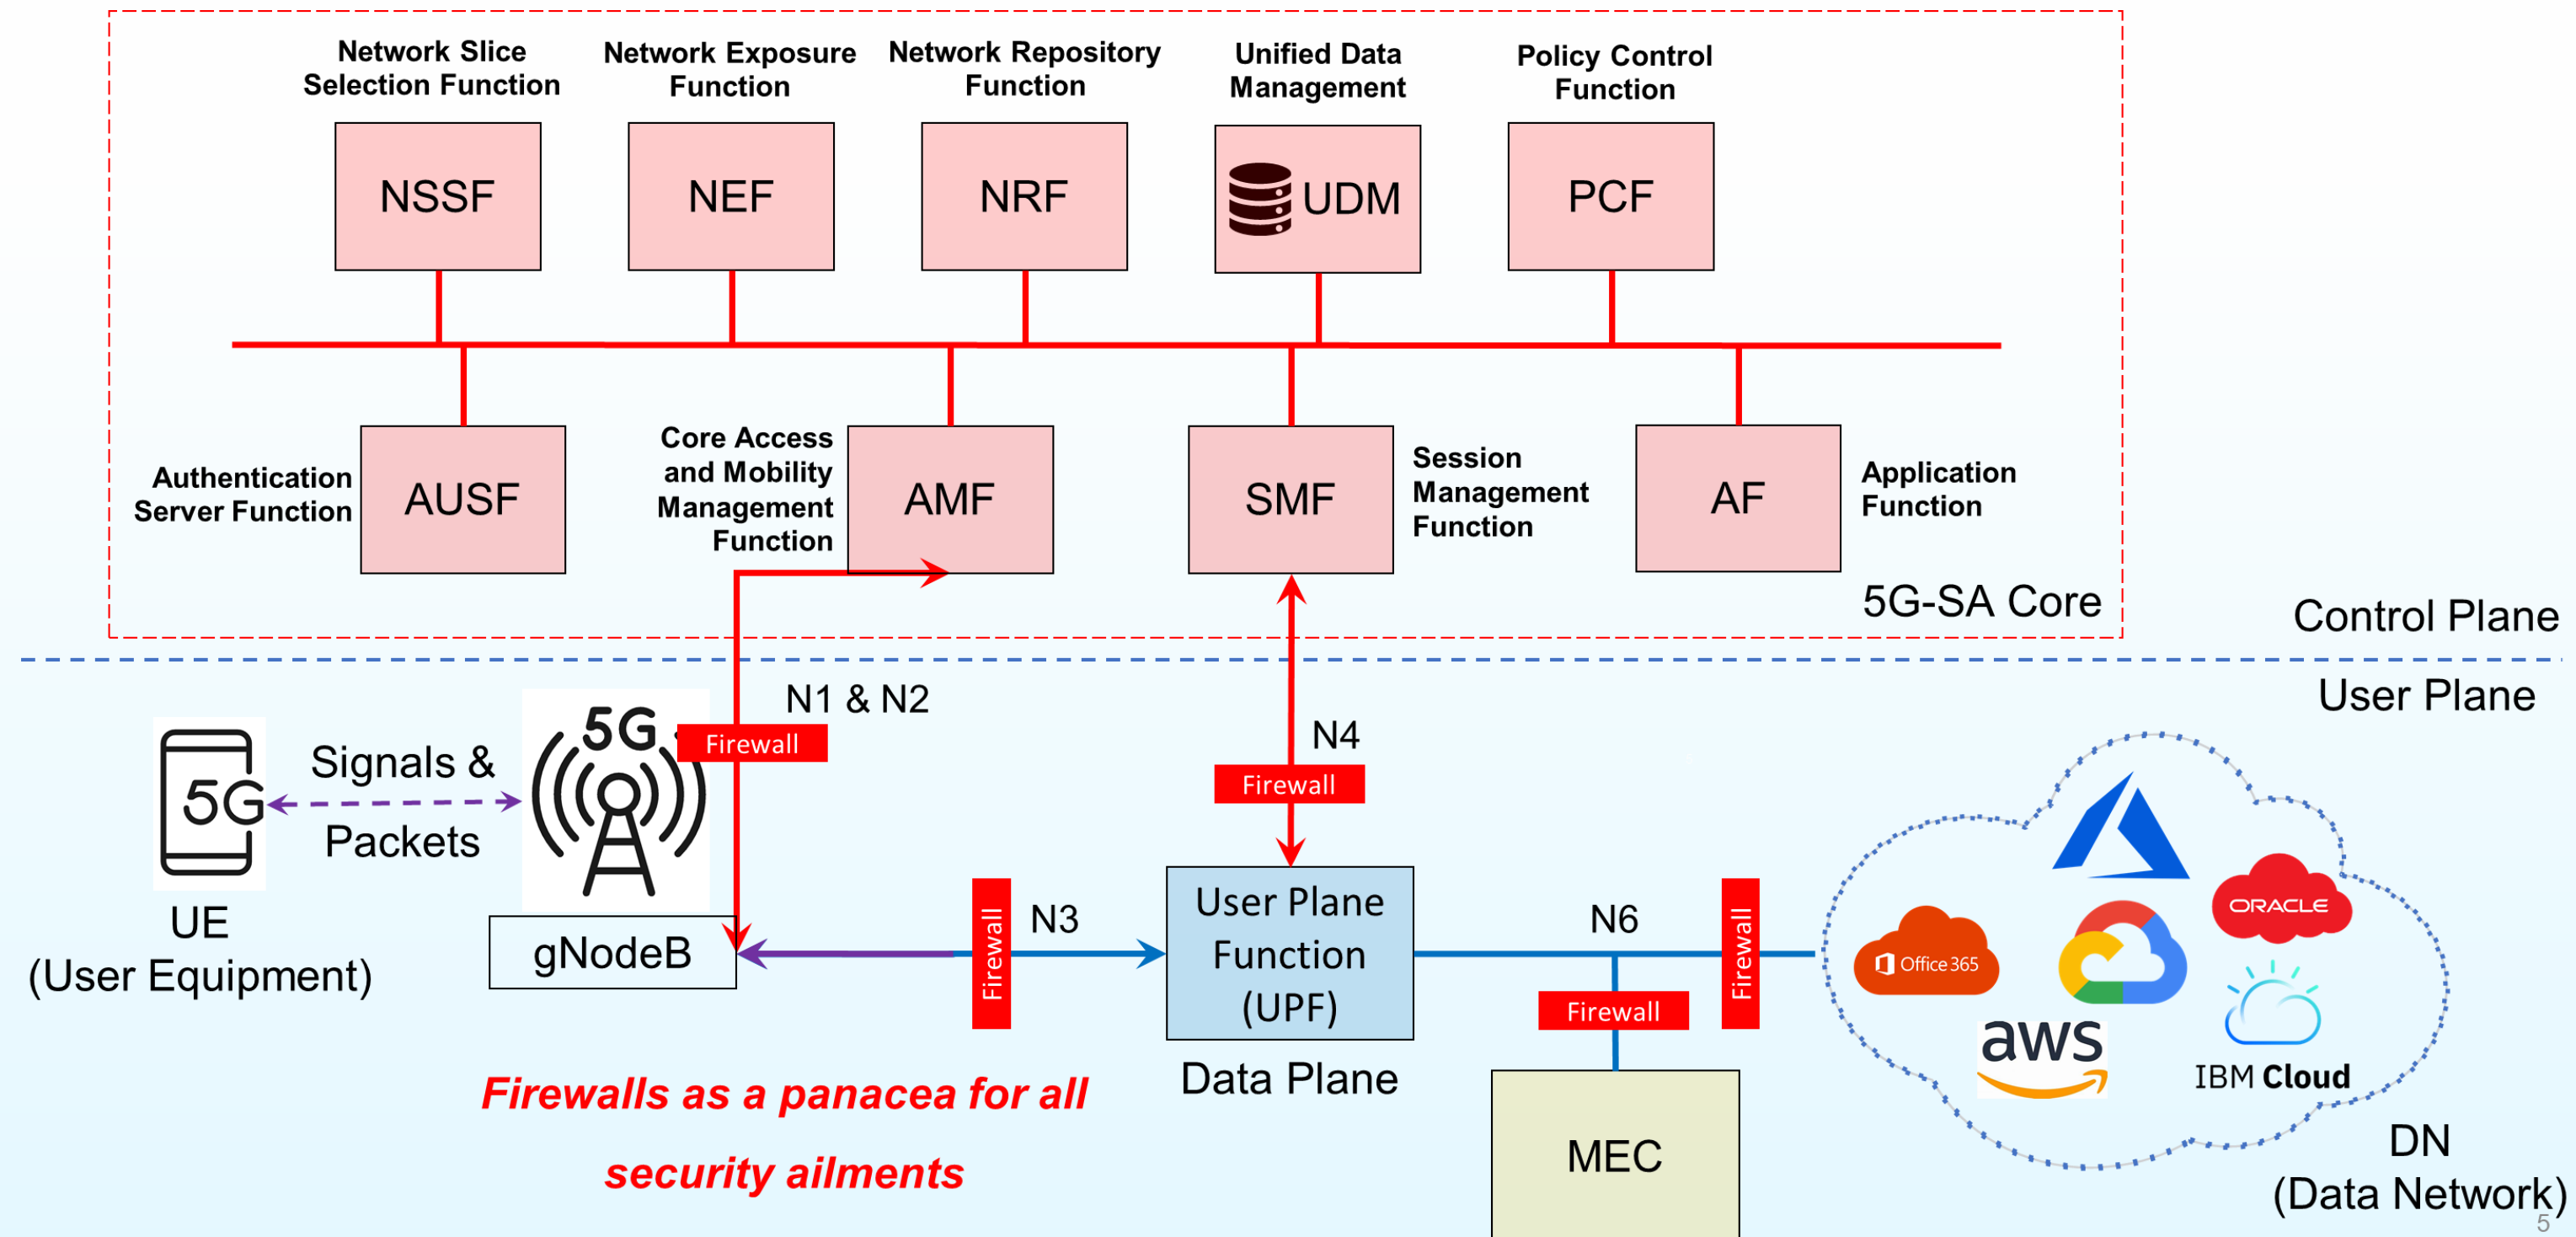 Network Slice
Selection Function
Network Exposure
Function
Network Repository
Function
Unified Data
Management
Policy Control
Function
NSSF
NEF
NRF
UDM
PCF
Authentication
Server Function
AUSF
Core Access
and Mobility
Management
Function
AMF
SMF
Session
Management
Function
AF
Application
Function
5G-SA Core
Control Plane
User Plane
N1 & N2
Firewall
N4
Firewall
5G
5G
Signals &
Packets
UE
(User Equipment)
gNodeB
Firewall
N3
User Plane
Function
(UPF)
Data Plane
N6
Firewall
Firewall
MEC
ORACLE
Office 365
aws
IBM Cloud
DN
(Data Network)
Firewalls as a panacea for all
security ailments
5